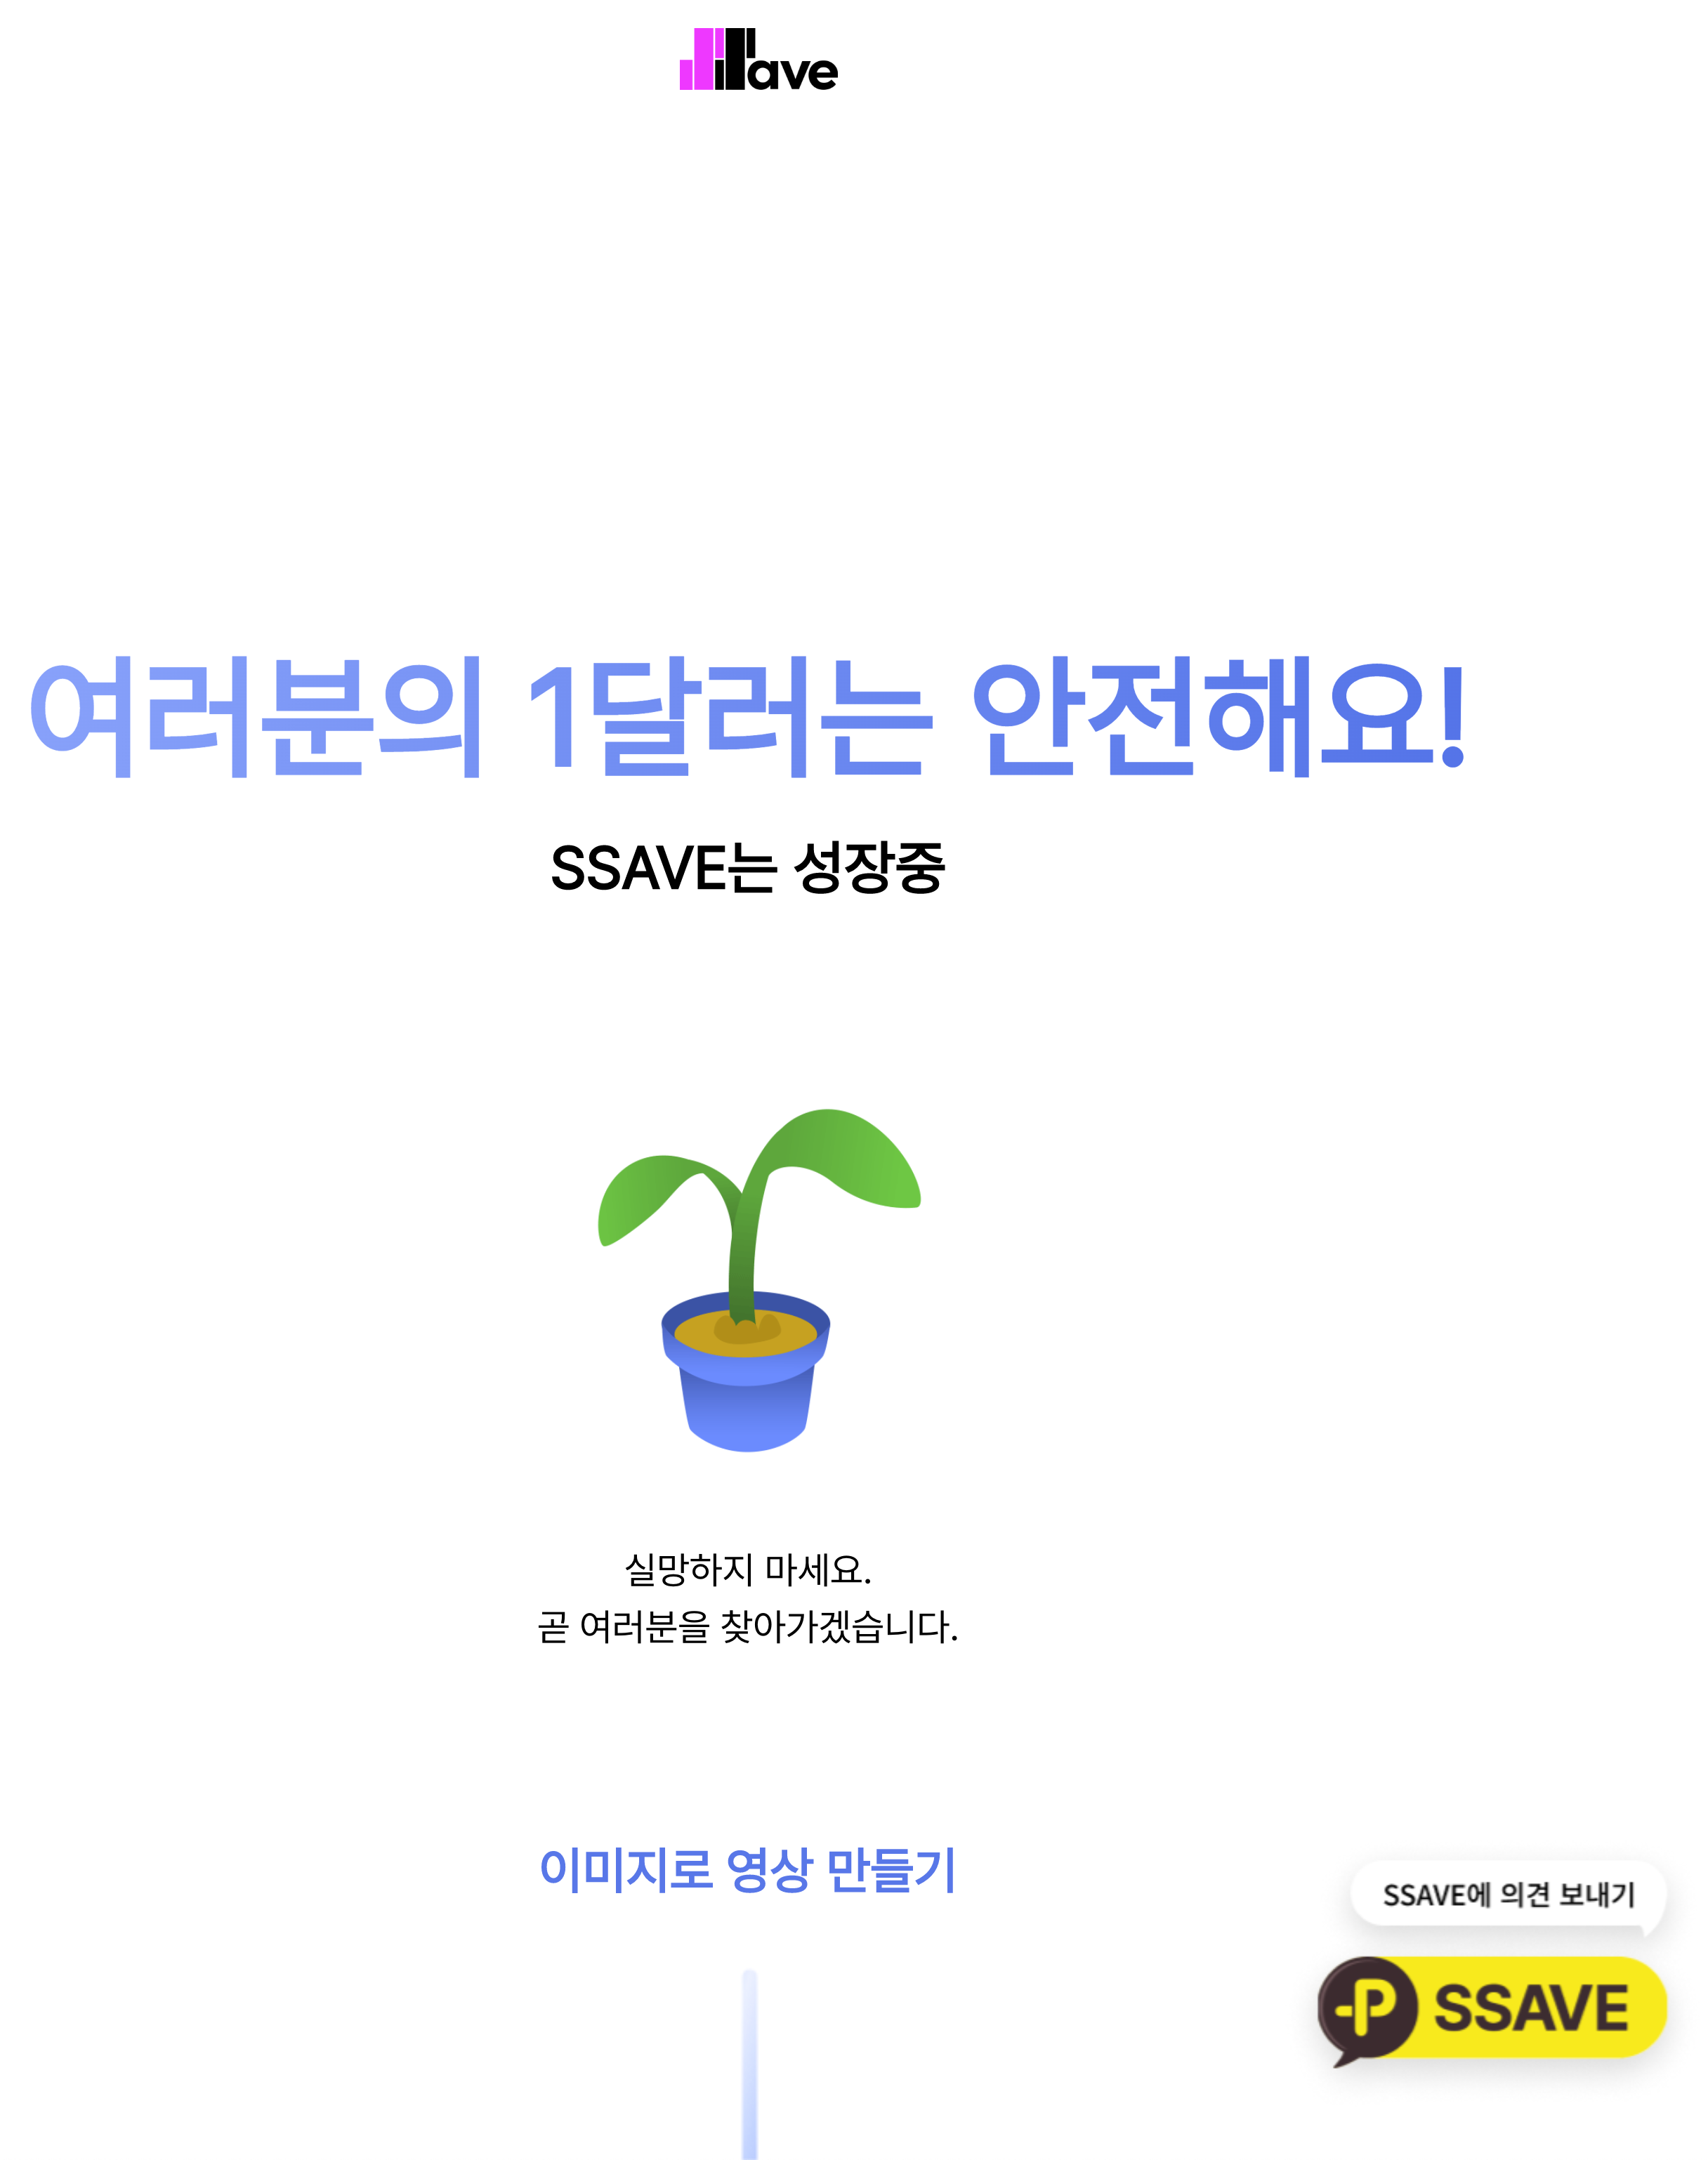 ave
여러분의 1달러는 안전해요!
SSAVE는 성장중
실망하지 마세요.
곧 여러분을 찾아가겠습니다.
이미지로 영상 만들기
SSAVE에 의견 보내기
SSAVE